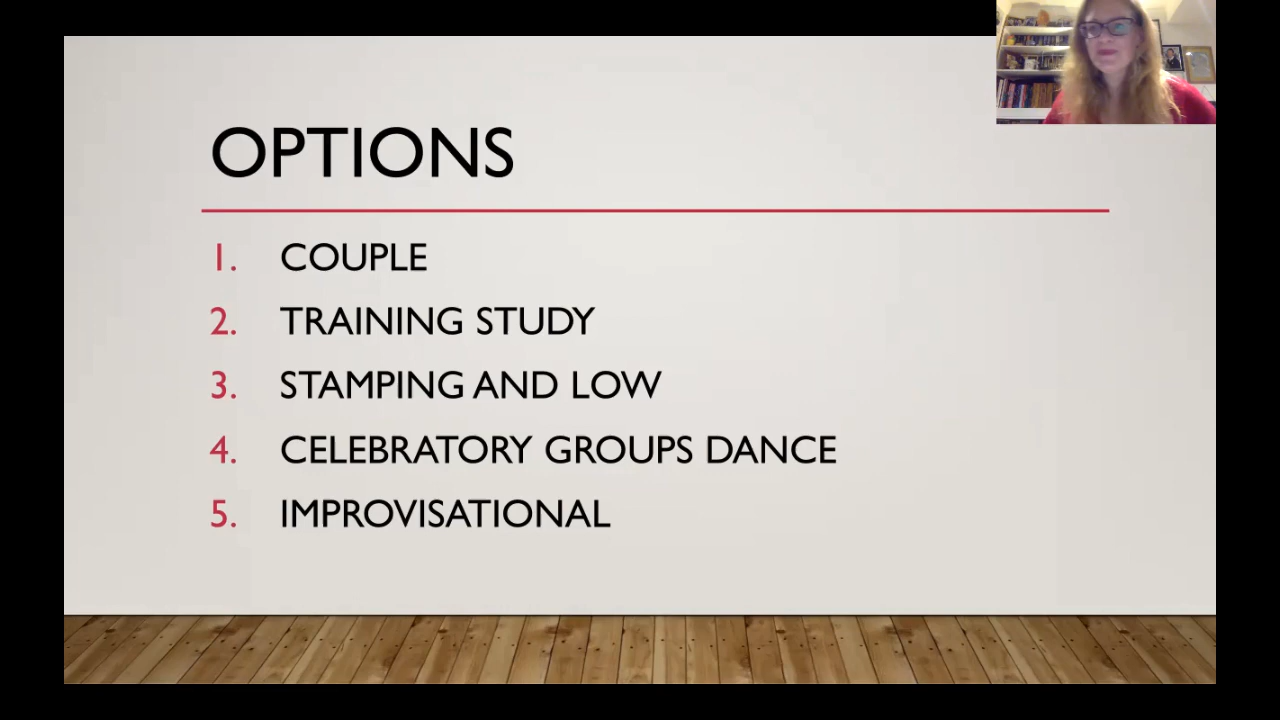 OPTIONS
1. COUPLE
2. TRAINING STUDY
3. STAMPING AND LOW
4. CELEBRATORY GROUPS DANCE
5. IMPROVISATIONAL